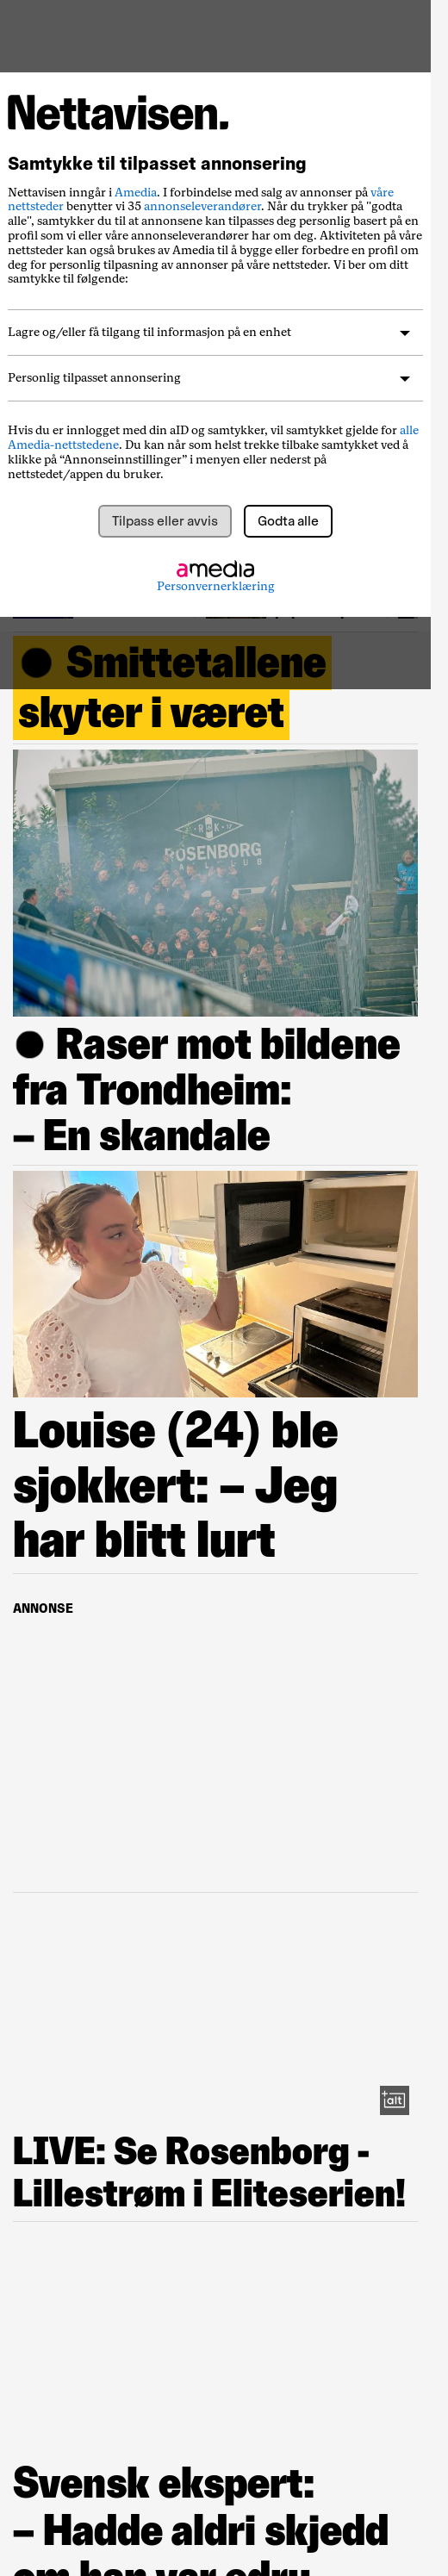 Nettavisen.
Samtykke til tilpasset annonsering
Nettavisen inngår i Amedia. I forbindelse med salg av annonser på våre
nettsteder benytter vi 35 annonseleverandører. Når du trykker på "godta
alle", samtykker du til at annonsene kan tilpasses deg personlig basert på en
profil som vi eller våre annonseleverandører har om deg. Aktiviteten på våre
nettsteder kan også brukes av Amedia til å bygge eller forbedre en profil om
deg for personlig tilpasning av annonser på våre nettsteder. Vi ber om ditt
samtykke til følgende:
Lagre og/eller få tilgang til informasjon på en enhet
Personlig tilpasset annonsering
Hvis du er innlogget med din aID og samtykker, vil samtykket gjelde for alle
Amedia-nettstedene. Du kan når som helst trekke tilbake samtykket ved å
klikke på “Annonseinnstillinger” i menyen eller nederst på
nettstedet/appen du bruker.
Tilpass eller avvis
Godta alle
amedia
Personvernerklæring
● Smittetallene
skyter i været
ROSENBORG
● Raser mot bildene
fra Trondheim:
– En skandale
Louise (24) ble
sjokkert: – Jeg
har blitt lurt
ANNONSE
+alt
LIVE: Se Rosenborg -
Lillestrøm i Eliteserien!
Svensk ekspert:
– Hadde aldri skjedd
om han var edru